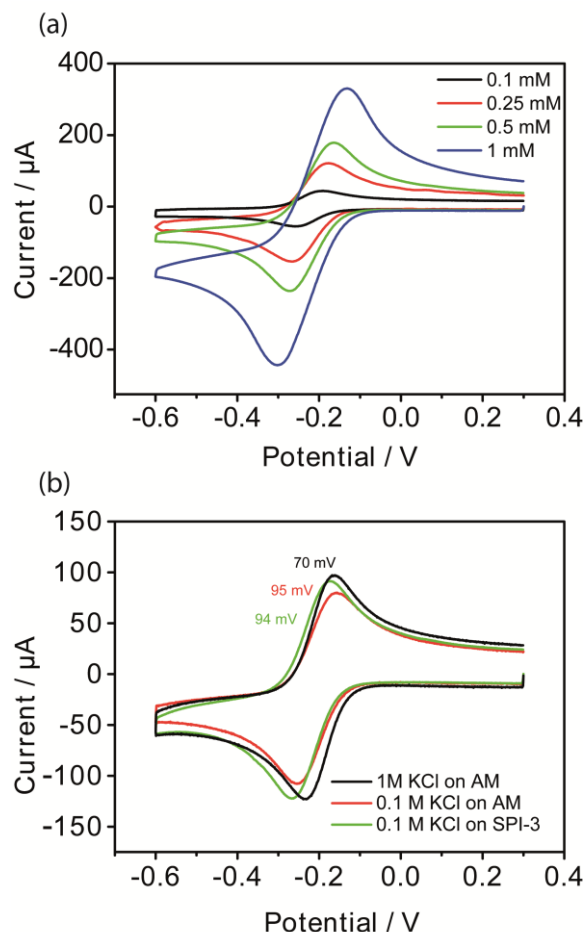 (a)
400
200
0
-200
-400
Current / µA
0.1 mM
0.25 mM
0.5 mM
1 mM
-0.6 -0.4 -0.2 0.0 0.2 0.4
Potential / V
(b)
150
100
50
0
-50
-100
-150
Current / µA
70 mV
95 mV
94 mV
1M KCl on AM
0.1 M KCl on AM
0.1 M KCl on SPI-3
-0.6 -0.4 -0.2 0.0 0.2 0.4
Potential / V